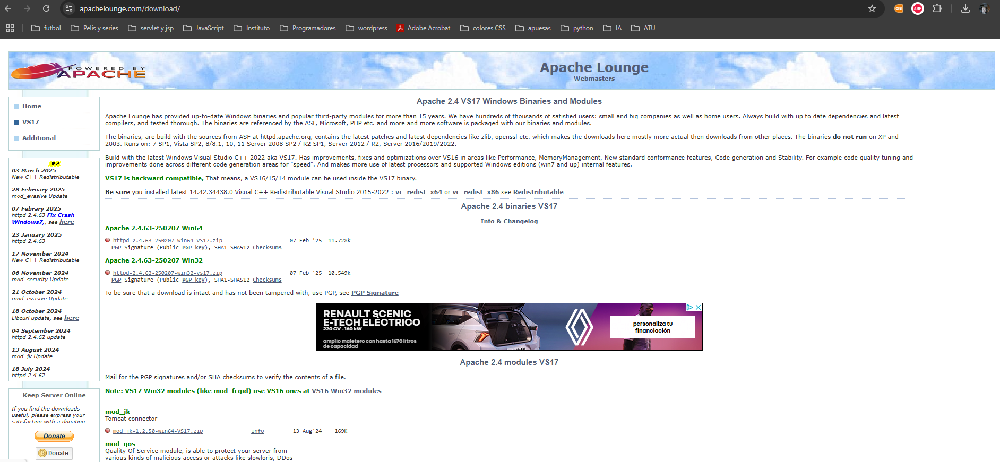 apachelounge.com/download/
futbol
Pelis y series
servlet y jsp
JavaScript
Instituto
Programadores
wordpress
Adobe Acrobat
colores CSS
apuesas
python
IA
ATU
OSI
ABP
POWERED BY
APACHE
Apache Lounge
Webmasters
Home
VS17
Additional
NEW
03 March 2025
New C++ Redistributable
28 February 2025
mod_evasive Update
07 Febrary 2025
httpd 2.4.63 Fix Crash
Windows7,, see here
23 January 2025
httpd 2.4.63
17 November 2024
New C++ Redistributable
06 November 2024
mod_security Update
21 October 2024
mod_evasive Update
18 October 2024
Libcurl update, see here
04 September 2024
httpd 2.4.62 update
13 August 2024
mod_jk Update
18 July 2024
httpd 2.4.62
Keep Server Online
If you find the downloads
useful, please express your
satisfaction with a donation.
Donate
Donate
Apache 2.4 VS17 Windows Binaries and Modules
Apache Lounge has provided up-to-date Windows binaries and popular third-party modules for more than 15 years. We have hundreds of thousands of satisfied users: small and big companies as well as home users. Always build with up to date dependencies and latest
compilers, and tested thorough. The binaries are referenced by the ASF, Microsoft, PHP etc. and more and more software is packaged with our binaries and modules.
The binaries, are build with the sources from ASF at httpd.apache.org, contains the latest patches and latest dependencies like zlib, openssl etc. which makes the downloads here mostly more actual then downloads from other places. The binaries do not run on XP and
2003. Runs on: 7 SP1, Vista SP2, 8/8.1, 10, 11 Server 2008 SP2 / R2 SP1, Server 2012 / R2, Server 2016/2019/2022.
Build with the latest Windows Visual Studio C++ 2022 aka VS17. Has improvements, fixes and optimizations over VS16 in areas like Performance, MemoryManagement, New standard conformance features, Code generation and Stability. For example code quality tuning and
improvements done across different code generation areas for "speed". And makes more use of latest processors and supported Windows editions (win7 and up) internal features.
VS17 is backward compatible, That means, a VS16/15/14 module can be used inside the VS17 binary.
Be sure you installed latest 14.42.34438.0 Visual C++ Redistributable Visual Studio 2015-2022 : vc_redist_x64 or vc_redist_x86 see Redistributable
Apache 2.4 binaries VS17
Info & Changelog
Apache 2.4.63-250207 Win64
httpd-2.4.63-250207-win64-VS17.zip 07 Feb '25 11.728k
PGP Signature (Public PGP key), SHA1-SHA512 Checksums
Apache 2.4.63-250207 Win32
httpd-2.4.63-250207-win32-vs17.zip 07 Feb '25 10.549k
PGP Signature (Public PGP key), SHA1-SHA512 Checksums
To be sure that a download is intact and has not been tampered with, use PGP, see PGP Signature
RENAULT SCENIC
E-TECH ELÉCTRICO
220 CV - 160 kW
amplio maletero con hasta 1670 litros
de capacidad
personaliza tu
financiación
Apache 2.4 modules VS17
Mail for the PGP signatures and/or SHA checksums to verify the contents of a file.
Note: VS17 Win32 modules (like mod_fcgid) use VS16 ones at VS16 Win32 modules
mod_jk
Tomcat connector
mod_jk-1.2.50-win64-VS17.zip info 13 Aug'24 169K
mod_qos
Quality Of Service module, is able to protect your server from
various kinds of malicious access or attacks like slowloris, DDos